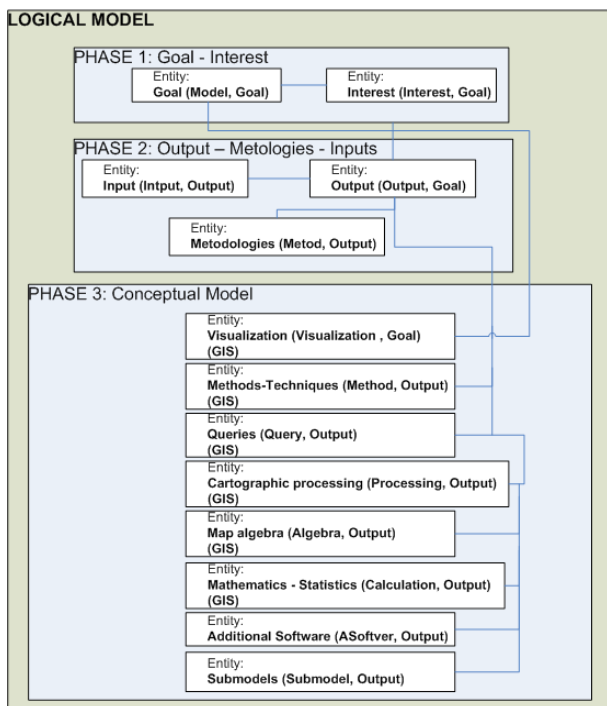 LOGICAL MODEL
PHASE 1: Goal - Interest
Entity:
Goal (Model, Goal)
Entity:
Interest (Interest, Goal)
PHASE 2: Output – Metologies - Inputs
Entity:
Input (Intput, Output)
Entity:
Output (Output, Goal)
Entity:
Metodologies (Metod, Output)
PHASE 3: Conceptual Model
Entity:
Visualization (Visualization , Goal)
(GIS)
Entity:
Methods-Techniques (Method, Output)
(GIS)
Entity:
Queries (Query, Output)
(GIS)
Entity:
Cartographic processing (Processing, Output)
(GIS)
Entity:
Map algebra (Algebra, Output)
(GIS)
Entity:
Mathematics - Statistics (Calculation, Output)
(GIS)
Entity:
Additional Software (ASoftver, Output)
Entity:
Submodels (Submodel, Output)